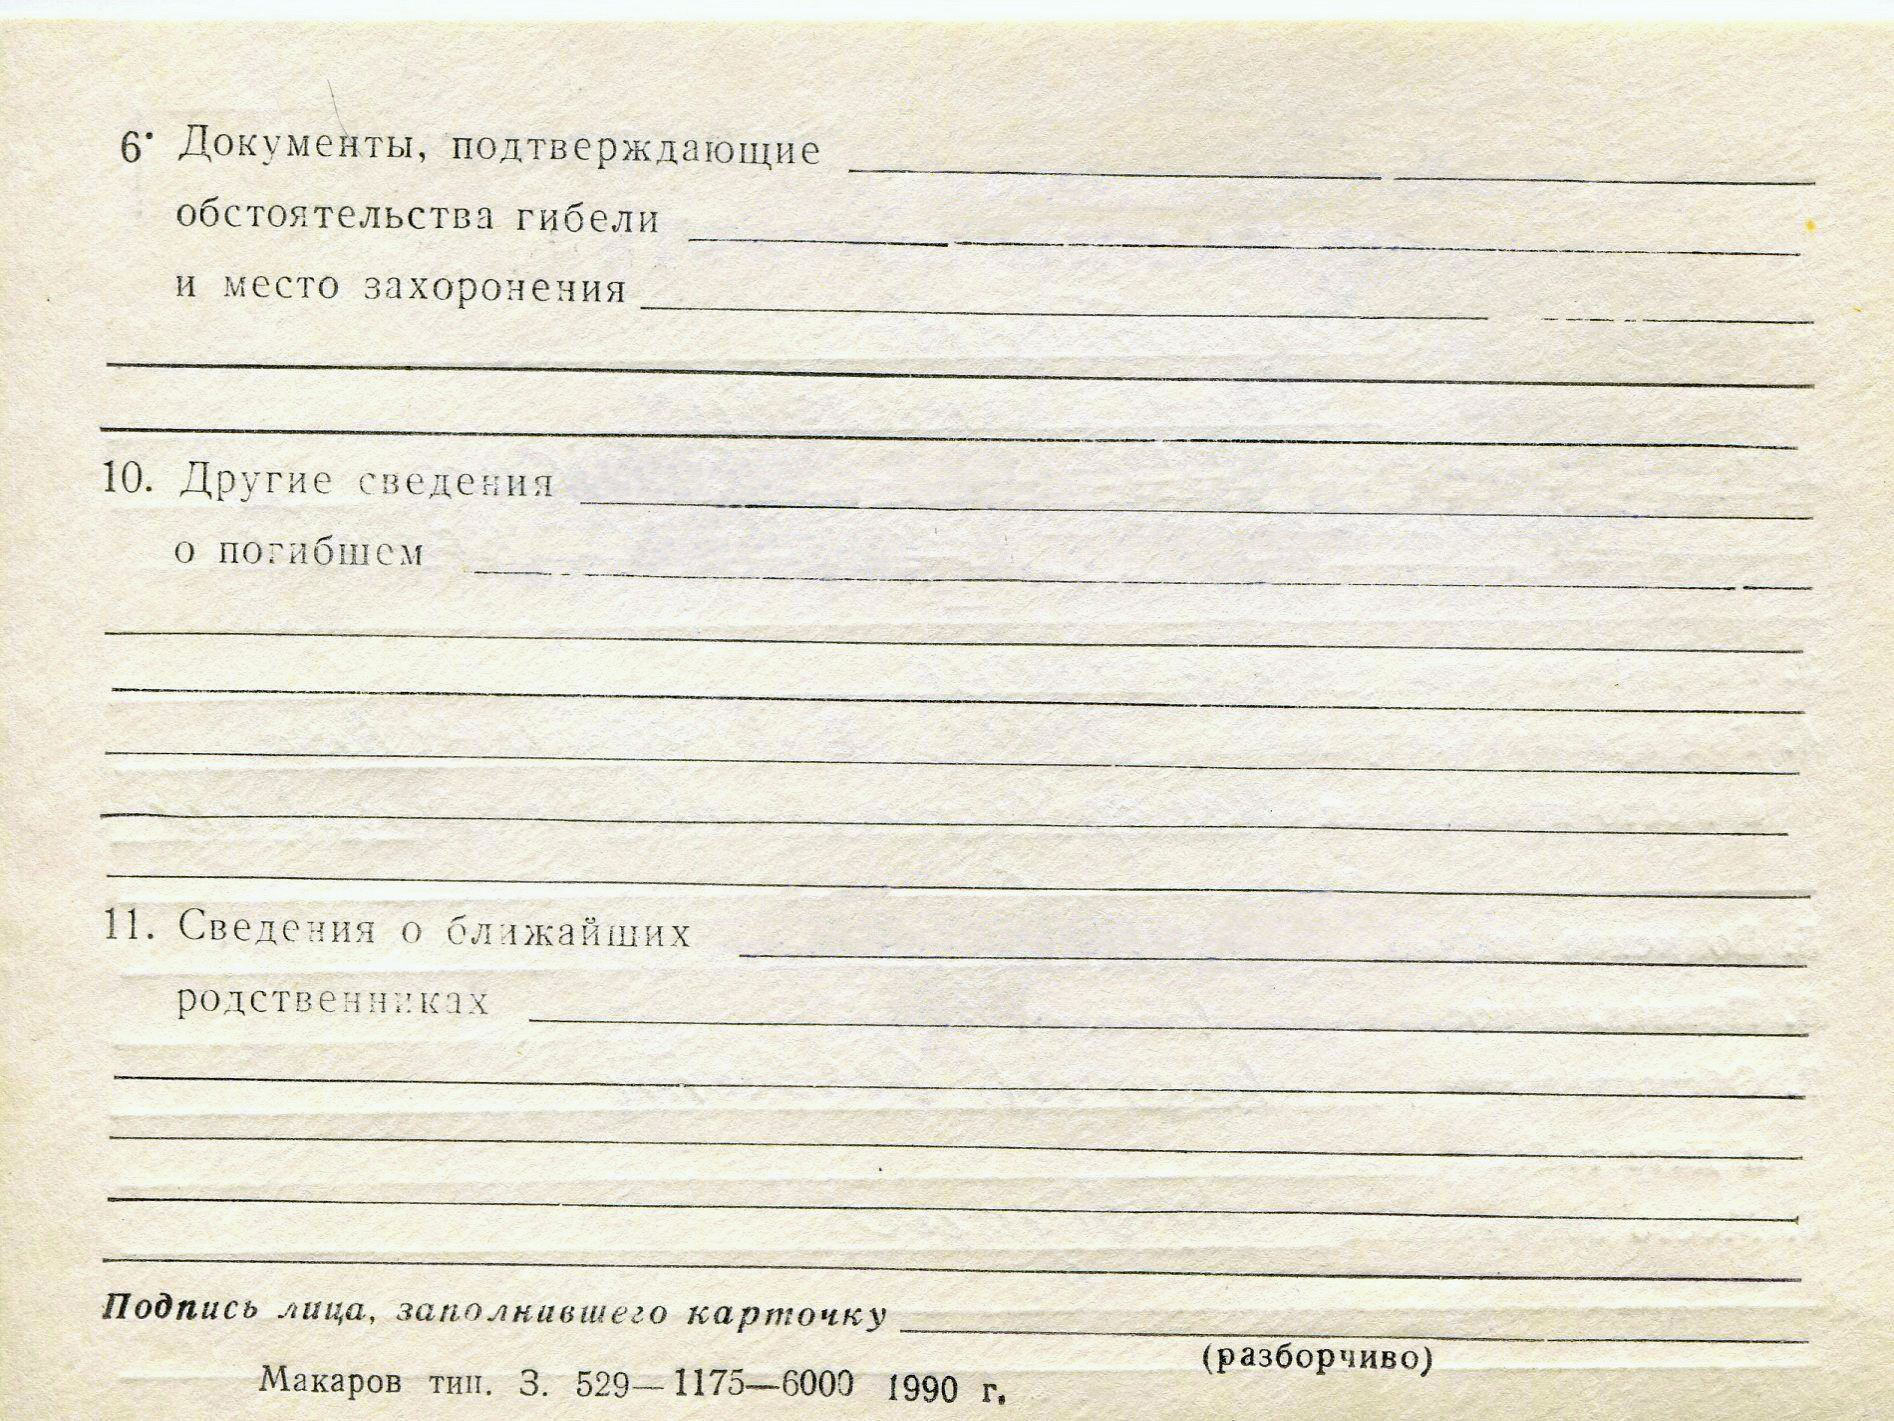 6. Документы, подтверждающие
обстоятельства гибели
и место захоронения
10. Другие сведения
о погибшем
11. Сведения о ближайших
родственниках
Подпись лица, заполнившего карточку
(разборчиво)
Макаров тип. З. 529—1175—6000 1990 г.